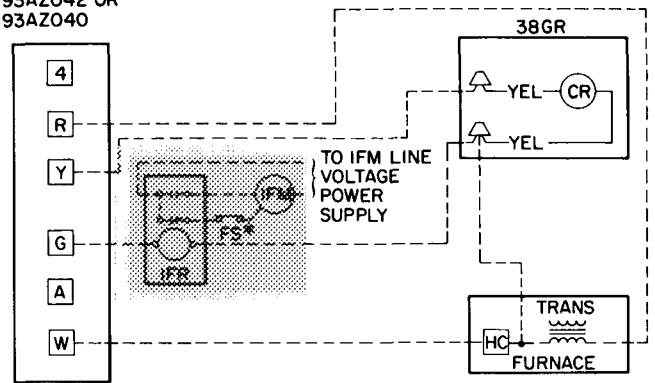 93AZ042 OR
93AZ040
38GR
4
R
Y
G
A
W
YEL
CR
YEL
TO IFM LINE
VOLTAGE
POWER
SUPPLY
IFM
FS*
IFR
TRANS
HC
FURNACE